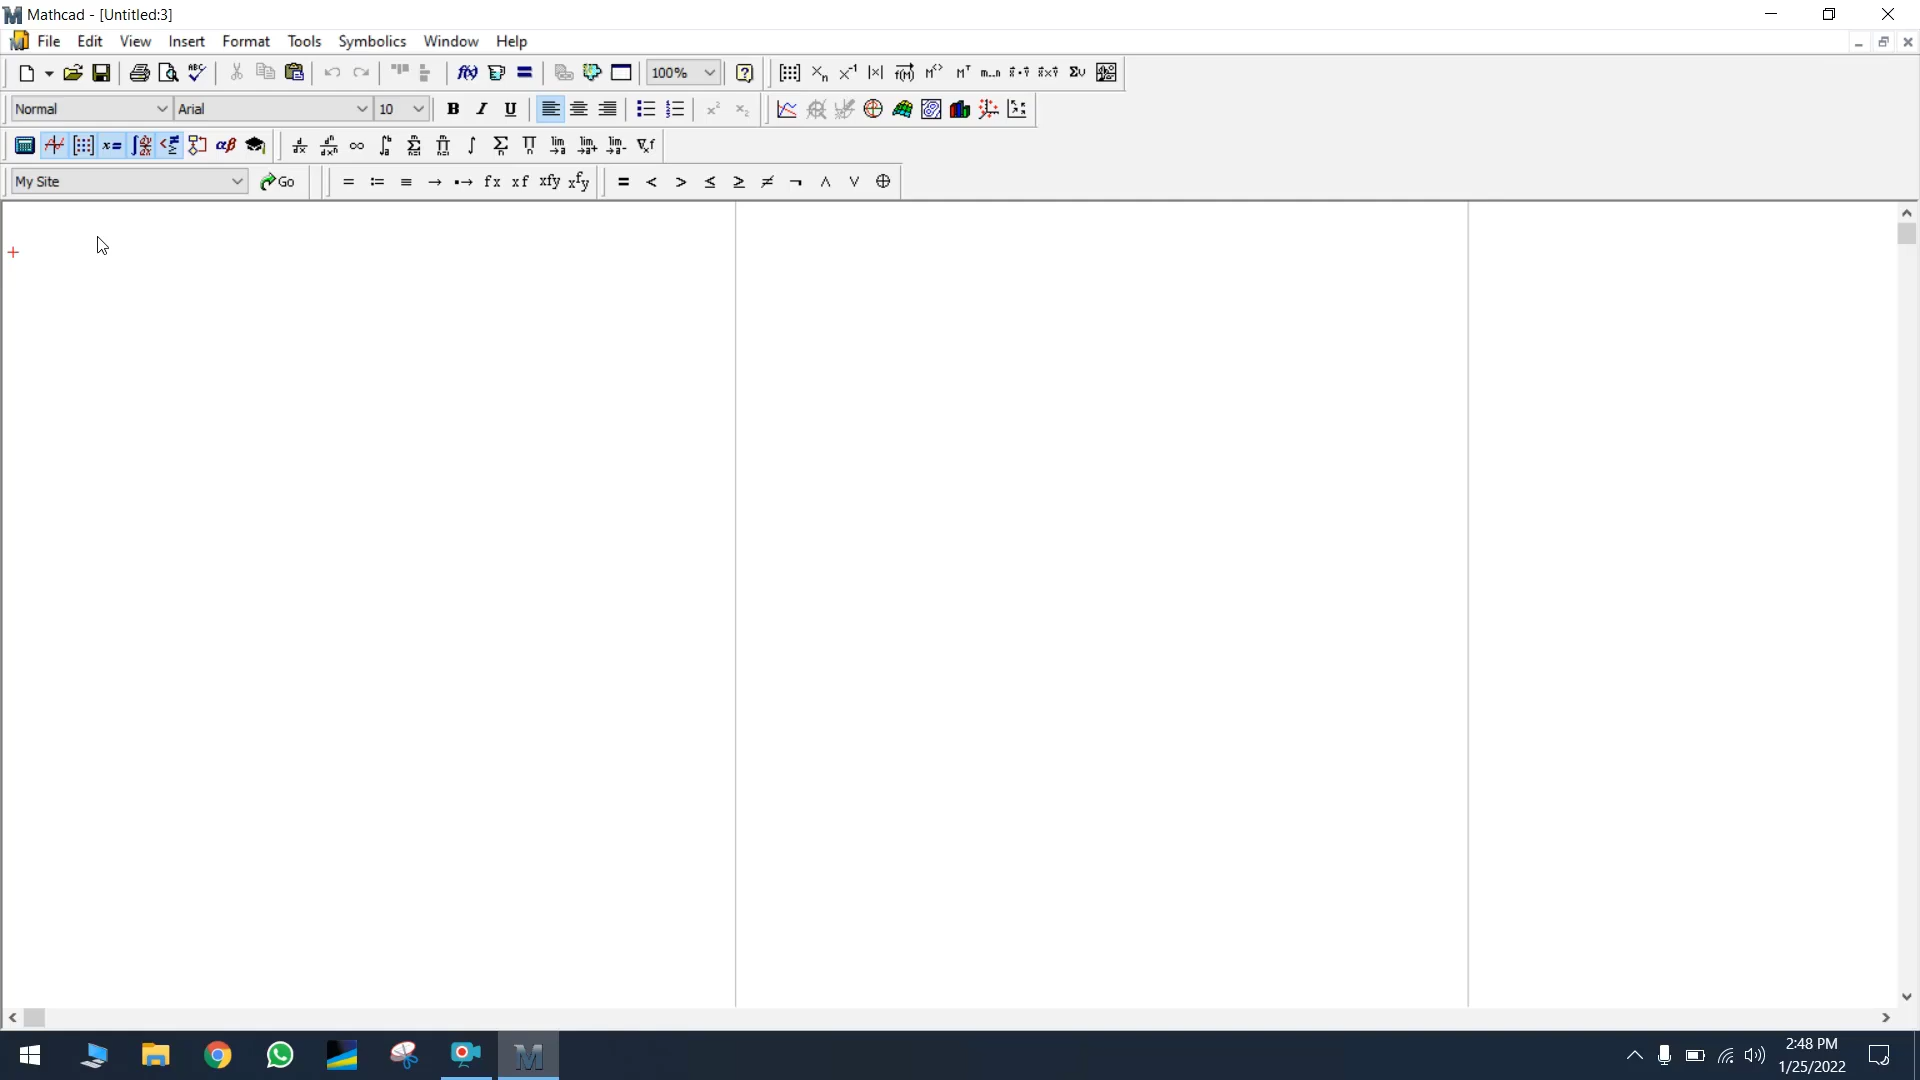 Mathcad - [Untitled:3]
File Edit View Insert Format Tools Symbolics Window Help
100%
Normal Arial 10 B I U
My Site Go
2:48 PM
1/25/2022